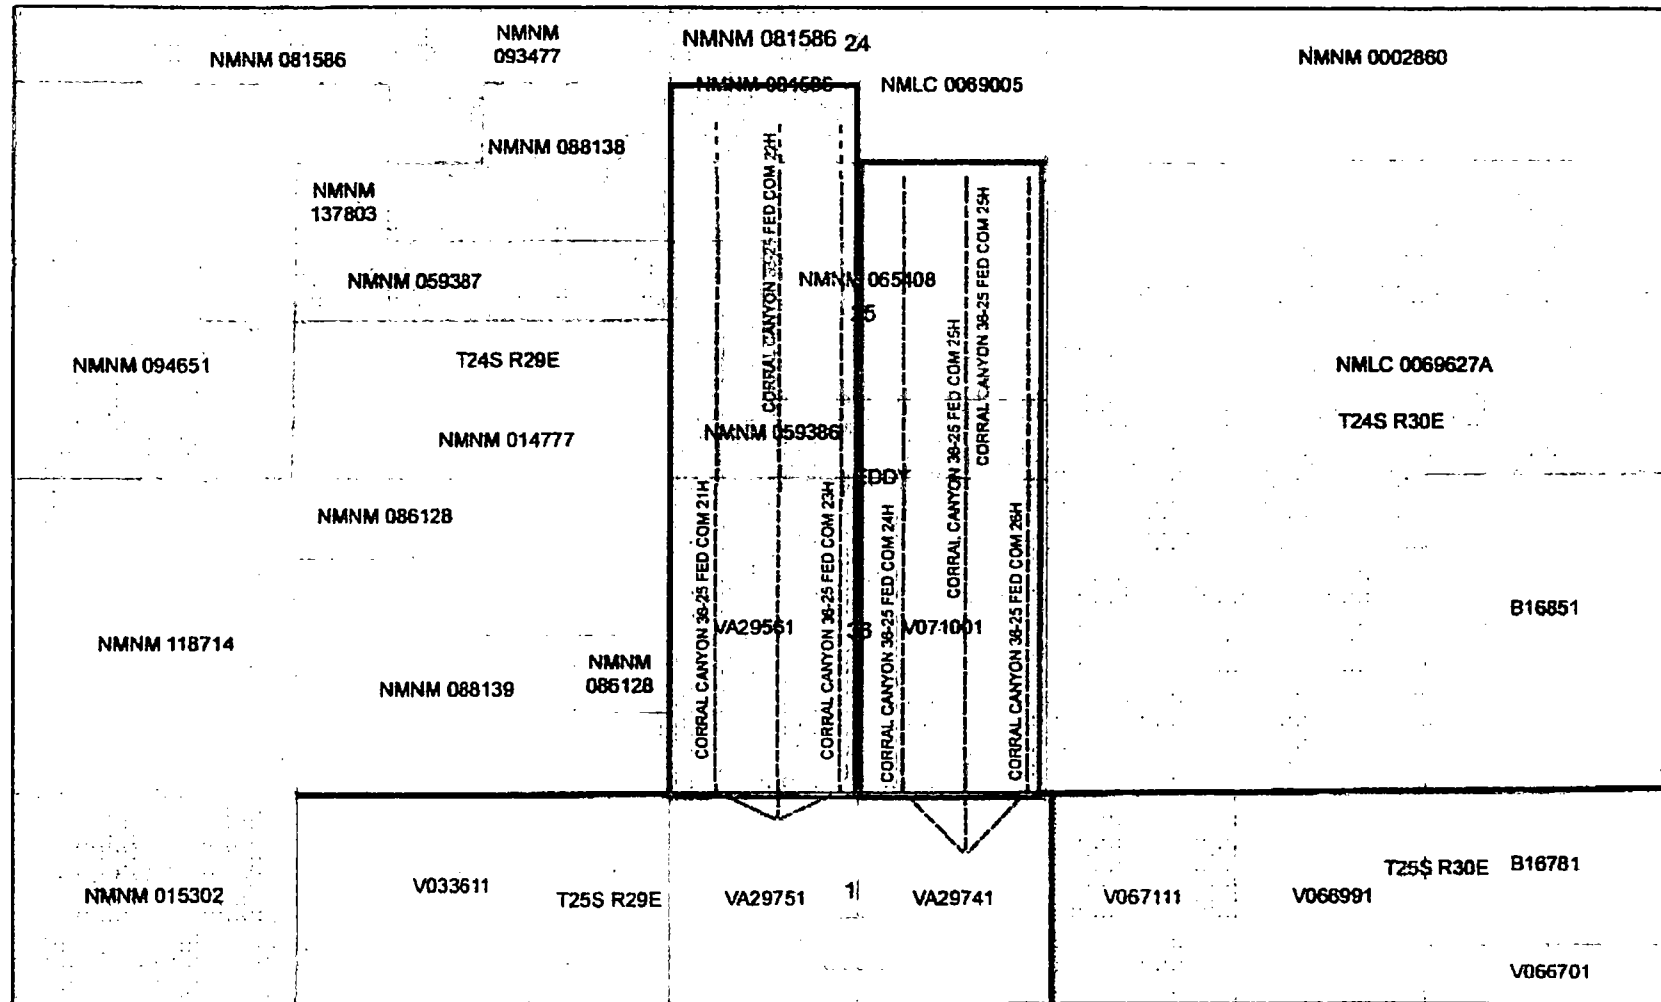 NMNM 081586
NMNM
093477
NMNM 081586 24
NMNM 0002860
NMNM 081586
NMLC 0069005
NMNM 088138
NMNM
137803
NMNM 059387
NMNM 065408
25
NMNM 094651
T24S R29E
NMLC 0069627A
T24S R30E
NMNM 014777
NMNM 059386
EDDY
NMNM 086128
B16851
NMNM 118714
VA29561
36
V071001
NMNM
086128
NMNM 088139
CORRAL CANYON 36-25 FED COM 21H
CORRAL CANYON 36-25 FED COM 22H
CORRAL CANYON 36-25 FED COM 23H
CORRAL CANYON 36-25 FED COM 24H
CORRAL CANYON 36-25 FED COM 25H
CORRAL CANYON 36-25 FED COM 25H
CORRAL CANYON 36-25 FED COM 26H
NMNM 015302
V033611
T25S R29E
VA29751
1
VA29741
V067111
V066991
T25S R30E
B16781
V066701